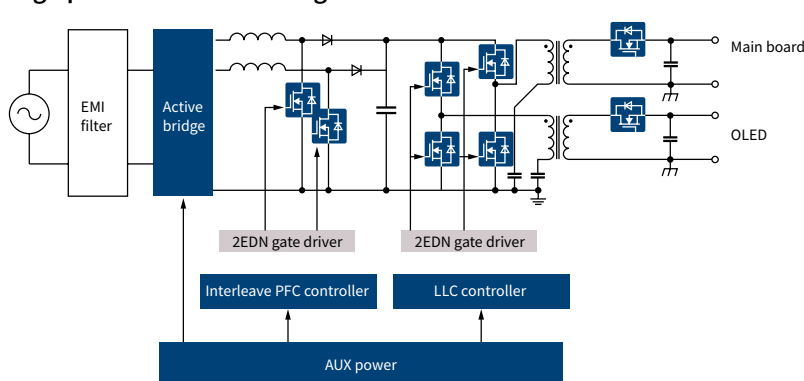 EMI
filter
Active
bridge
Main board
OLED
2EDN gate driver
2EDN gate driver
Interleave PFC controller
LLC controller
AUX power